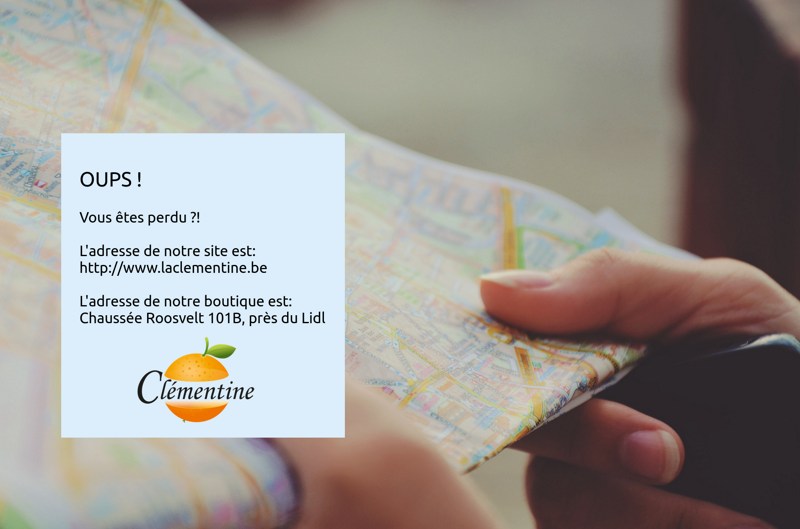 OUPS !
Vous êtes perdu ?!
L'adresse de notre site est:
http://www.laclementine.be
L'adresse de notre boutique est:
Chaussée Roosvelt 101B, près du Lidl
Clémentine